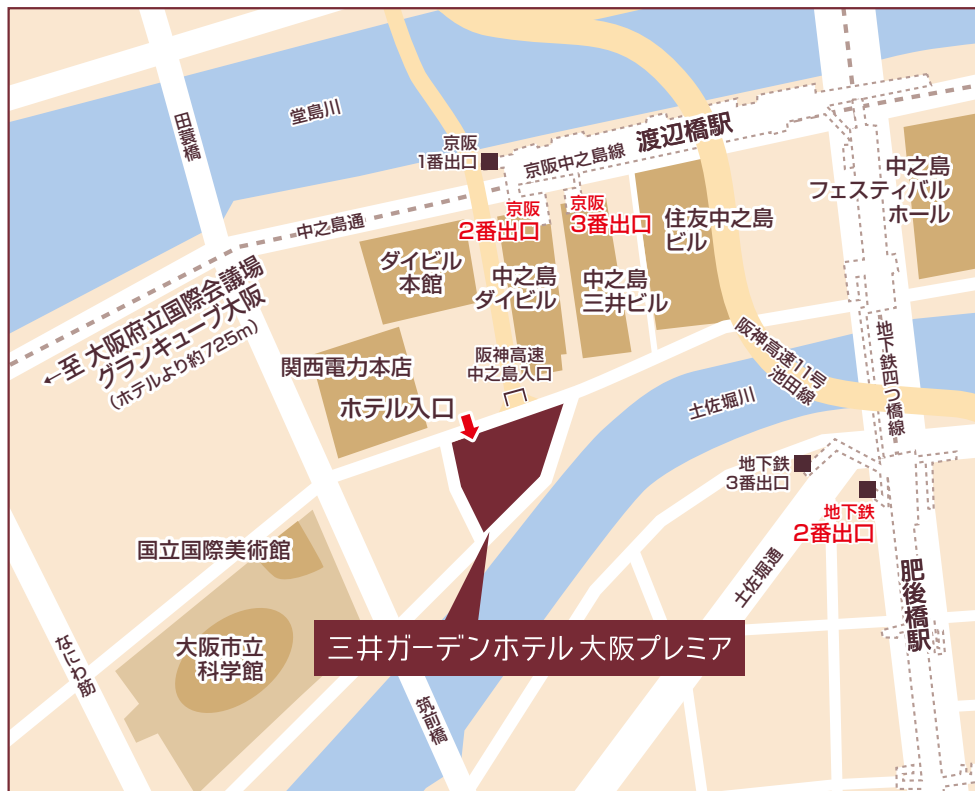 堂島川
田蓑橋
京阪
1番出口
京阪中之島線
渡辺橋駅
中之島
フェスティバル
ホール
中之島通
京阪
2番出口
京阪
3番出口
住友中之島
ビル
ダイビル
本館
中之島
ダイビル
中之島
三井ビル
←至 大阪府立国際会議場
グランキューブ大阪
(ホテルより約725m)
関西電力本店
阪神高速
中之島入口
阪神高速11号
池田線
地下鉄四つ橋線
ホテル入口
土佐堀川
地下鉄
3番出口
地下鉄
2番出口
国立国際美術館
土佐堀通
肥後橋駅
大阪市立
科学館
なにわ筋
三井ガーデンホテル 大阪プレミア
筑前橋